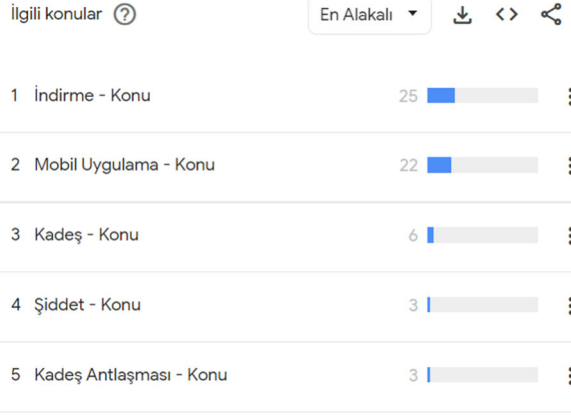 İlgili konular ?
En Alakalı
1 İndirme - Konu 25
2 Mobil Uygulama - Konu 22
3 Kadeş - Konu 6
4 Şiddet - Konu 3
5 Kadeş Antlaşması - Konu 3